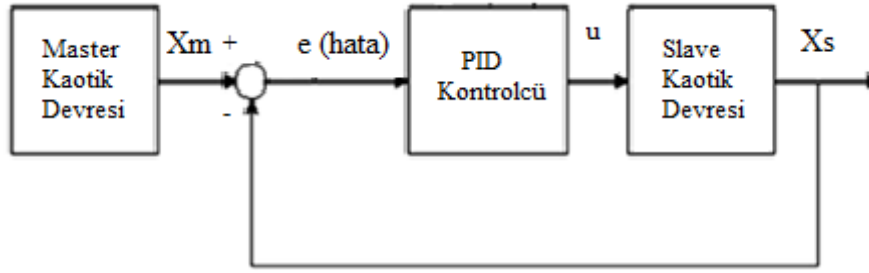 Master
Kaotik
Devresi
Xm +
-
e (hata)
PID
Kontrolcü
u
Slave
Kaotik
Devresi
Xs